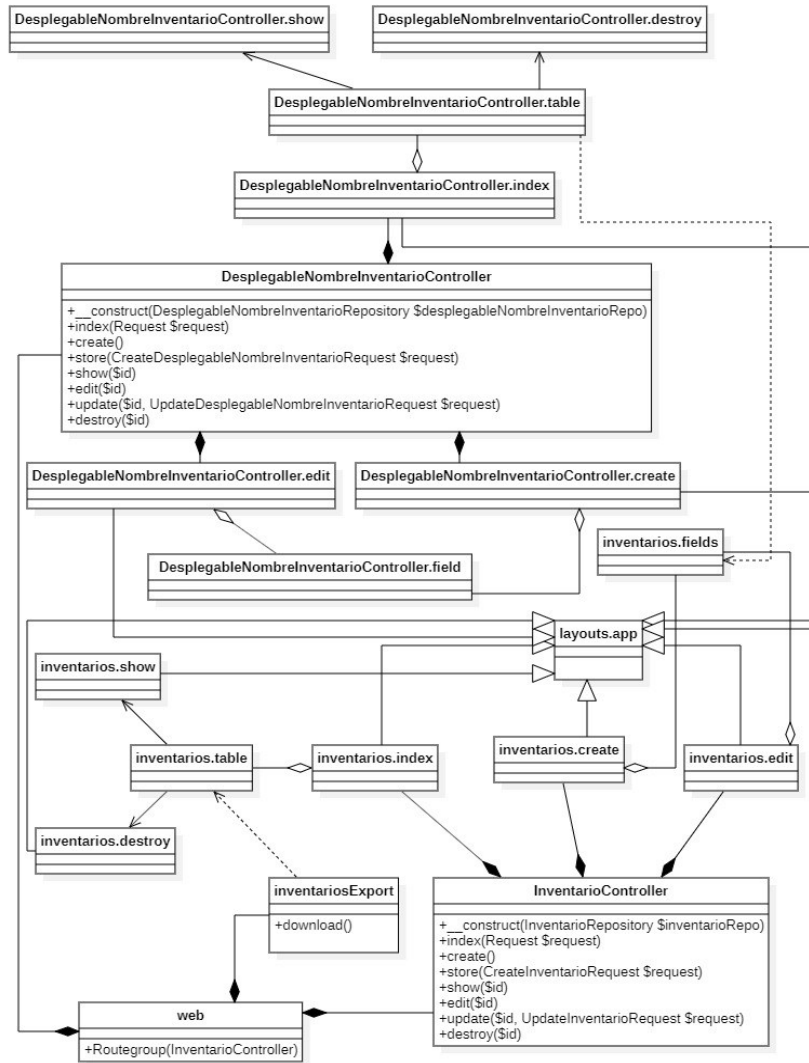 DesplegableNombreInventarioController.show
DesplegableNombreInventarioController.destroy
DesplegableNombreInventarioController.table
DesplegableNombreInventarioController.index
DesplegableNombreInventarioController
+__construct(DesplegableNombreInventarioRepository $desplegableNombreInventarioRepo)
+index(Request $request)
+create()
+store(CreateDesplegableNombreInventarioRequest $request)
+show($id)
+edit($id)
+update($id, UpdateDesplegableNombreInventarioRequest $request)
+destroy($id)
DesplegableNombreInventarioController.edit
DesplegableNombreInventarioController.create
inventarios.fields
DesplegableNombreInventarioController.field
layouts.app
inventarios.show
inventarios.table
inventarios.index
inventarios.create
inventarios.edit
inventarios.destroy
inventariosExport
+download()
InventarioController
+__construct(InventarioRepository $inventarioRepo)
+index(Request $request)
+create()
+store(CreateInventarioRequest $request)
+show($id)
+edit($id)
+update($id, UpdateInventarioRequest $request)
+destroy($id)
web
+Routegroup(InventarioController)